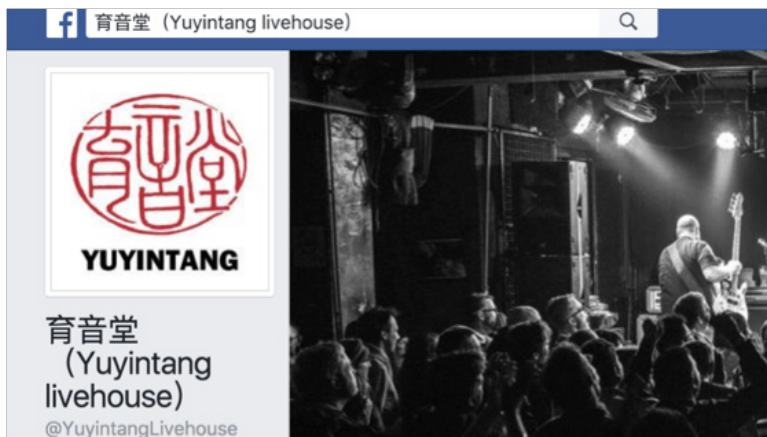 育音堂（Yuyintang livehouse）
育音堂
YUYINTANG
育音堂
（Yuyintang
livehouse）
@YuyintangLivehouse